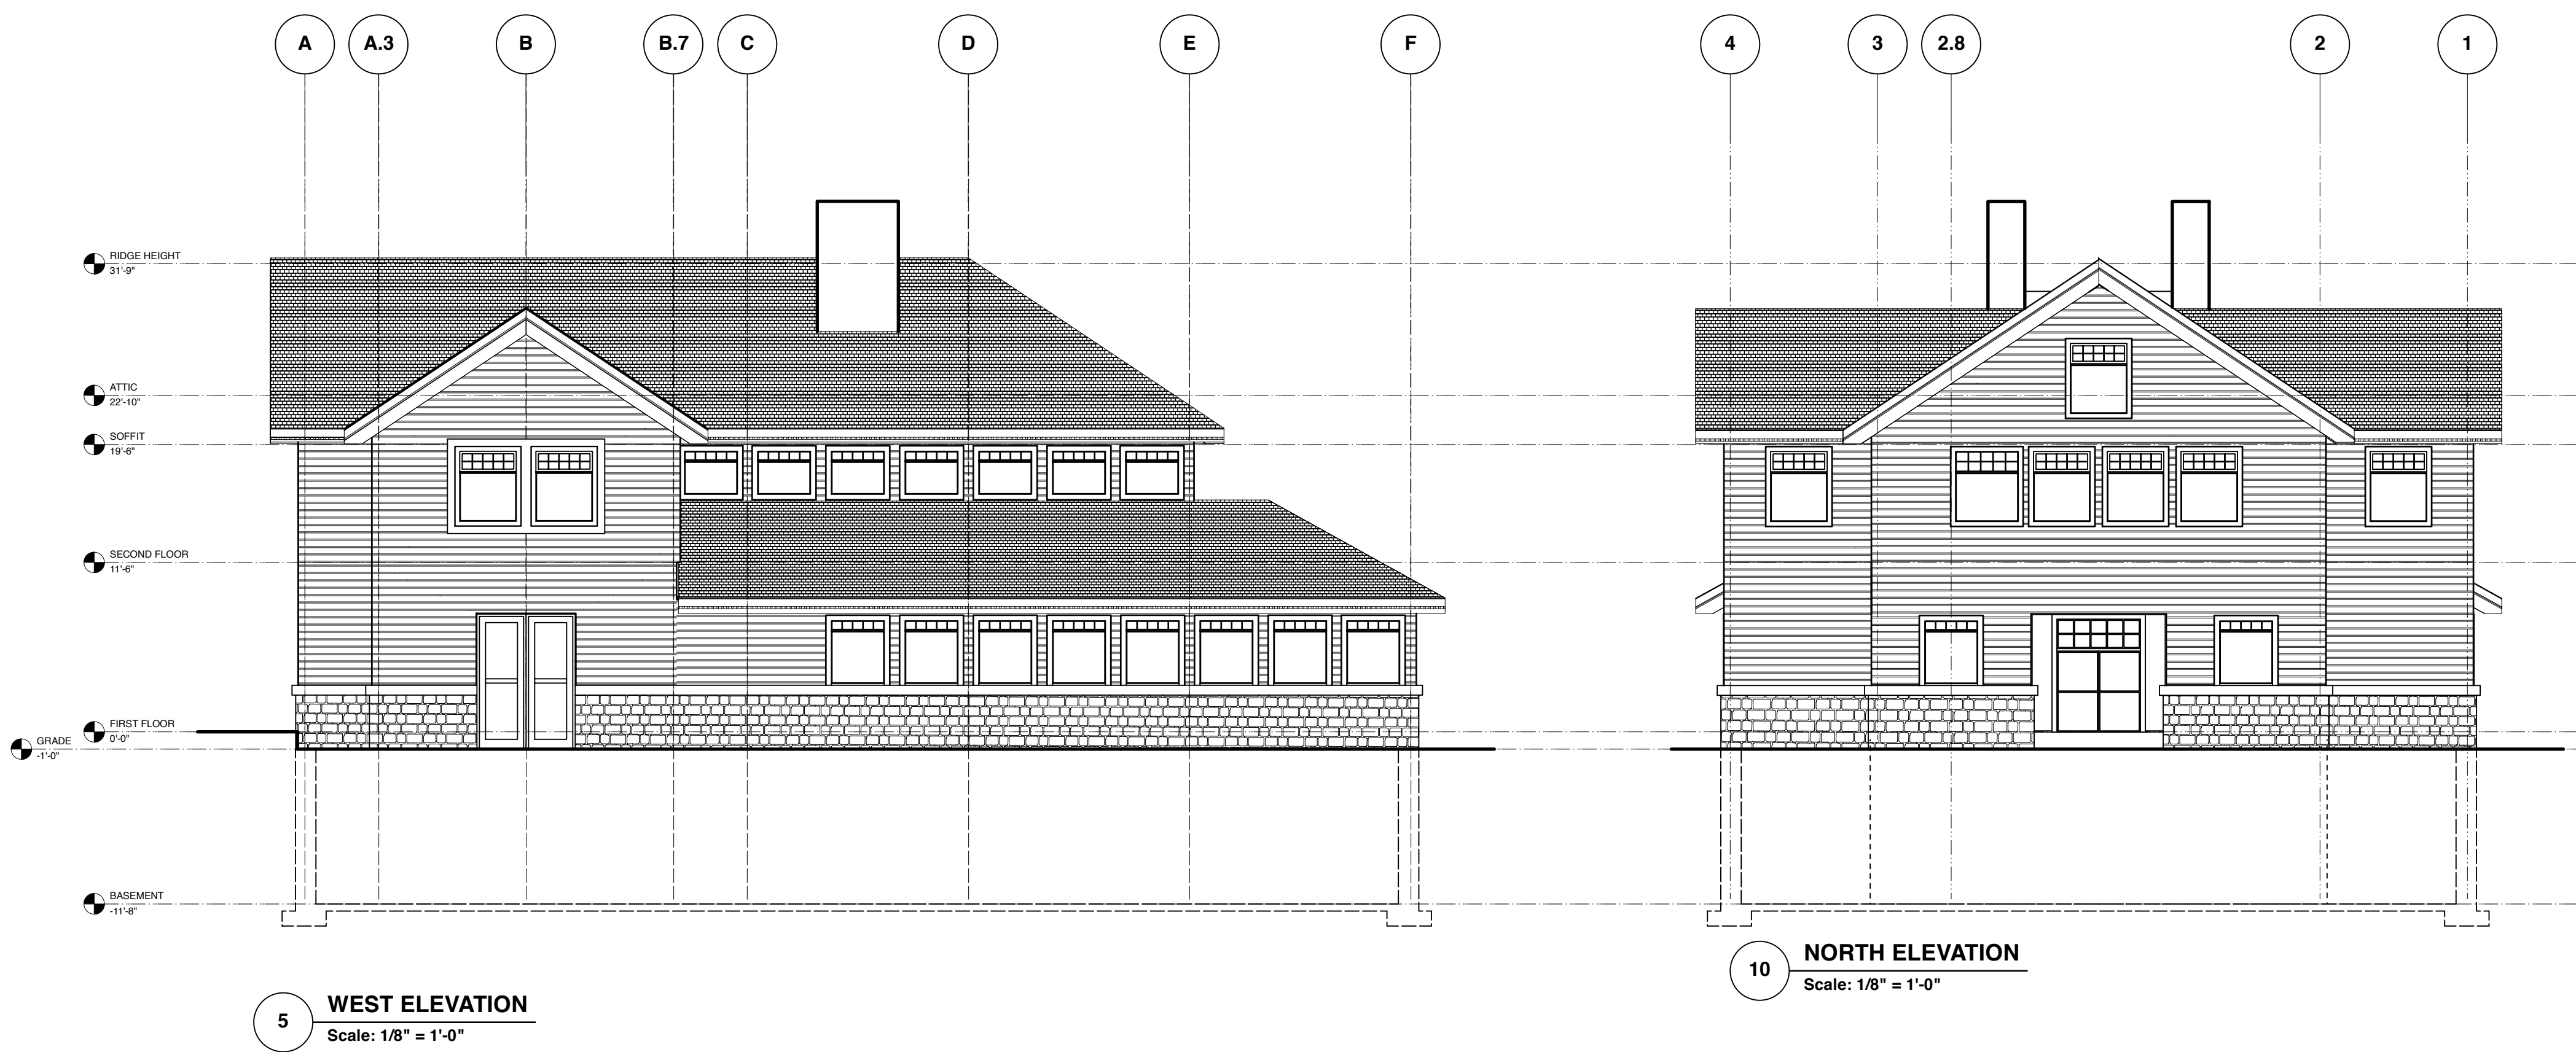 A A.3 B B.7 C D E F 4 3 2.8 2 1
RIDGE HEIGHT
31'-9"
ATTIC
22'-10"
SOFFIT
19'-6"
SECOND FLOOR
11'-6"
FIRST FLOOR
0'-0"
GRADE
-1'-0"
BASEMENT
-11'-8"
5 WEST ELEVATION
Scale: 1/8" = 1'-0"
10 NORTH ELEVATION
Scale: 1/8" = 1'-0"